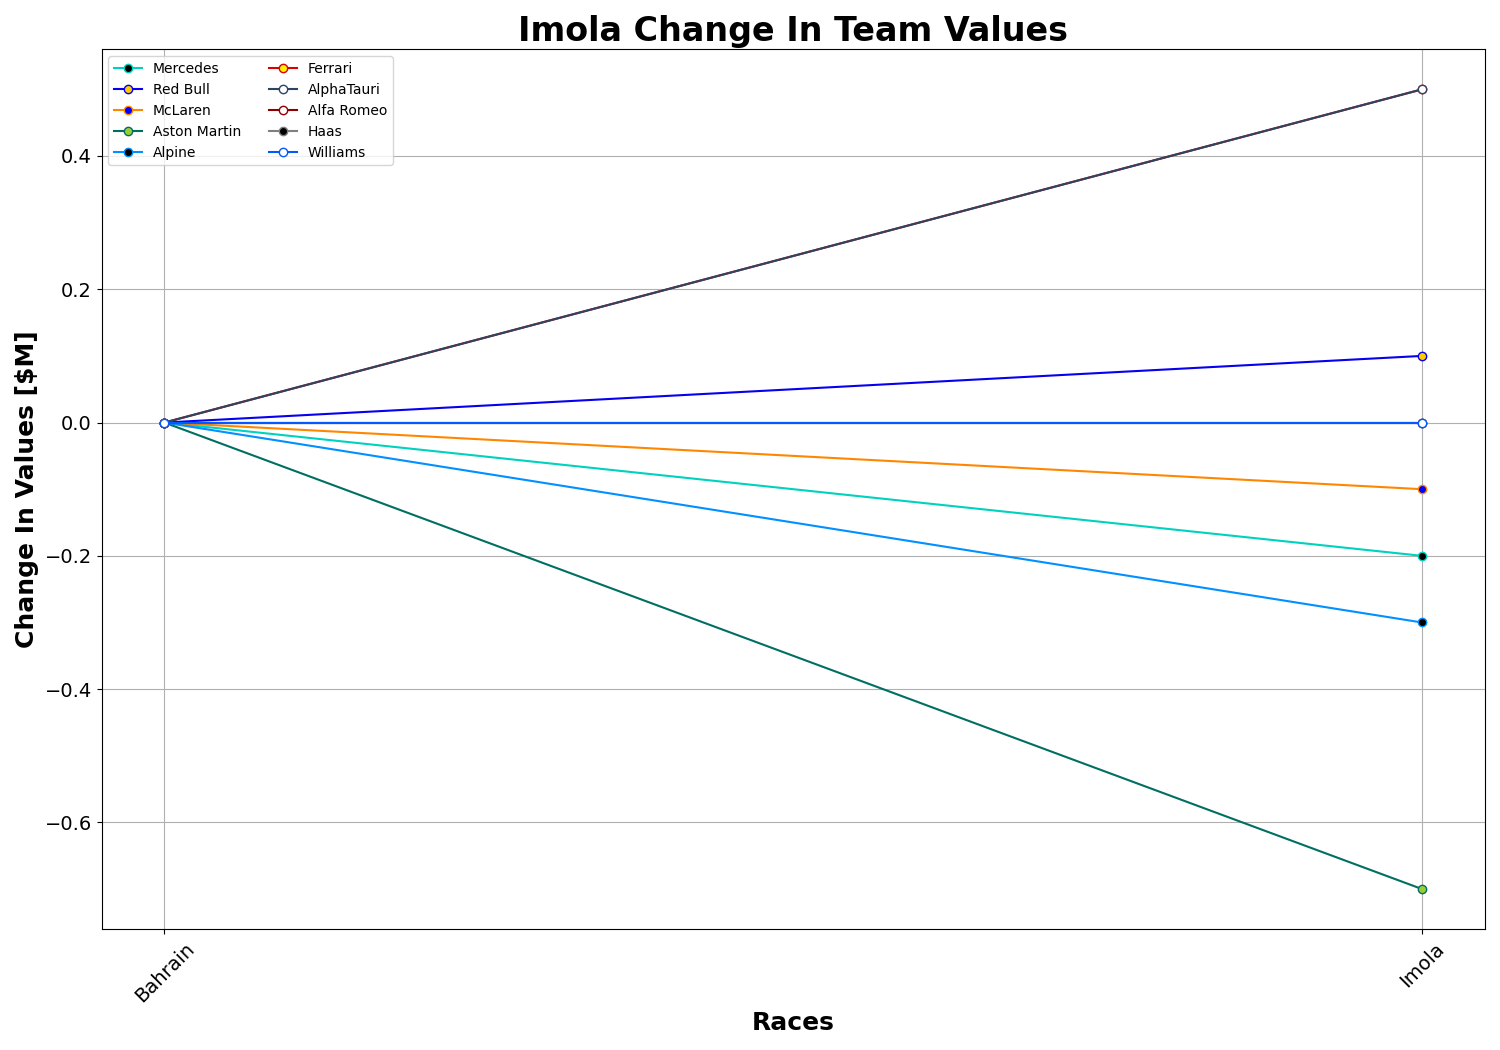 Imola Change In Team Values
Mercedes
Red Bull
McLaren
Aston Martin
Alpine
Ferrari
AlphaTauri
Alfa Romeo
Haas
Williams
Change In Values [$M]
0.4
0.2
0.0
−0.2
−0.4
−0.6
Bahrain
Imola
Races